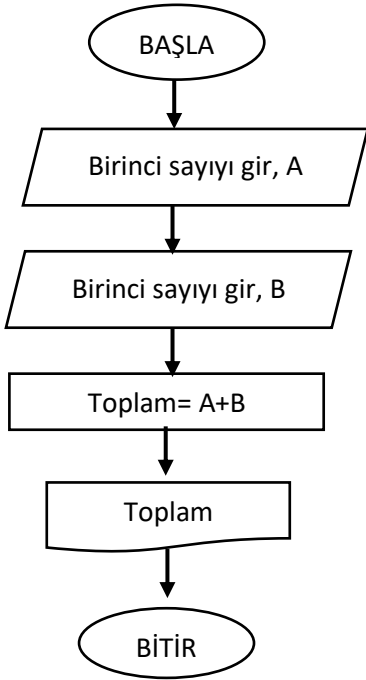 BAŞLA
Birinci sayıyı gir, A
Birinci sayıyı gir, B
Toplam= A+B
Toplam
BİTİR